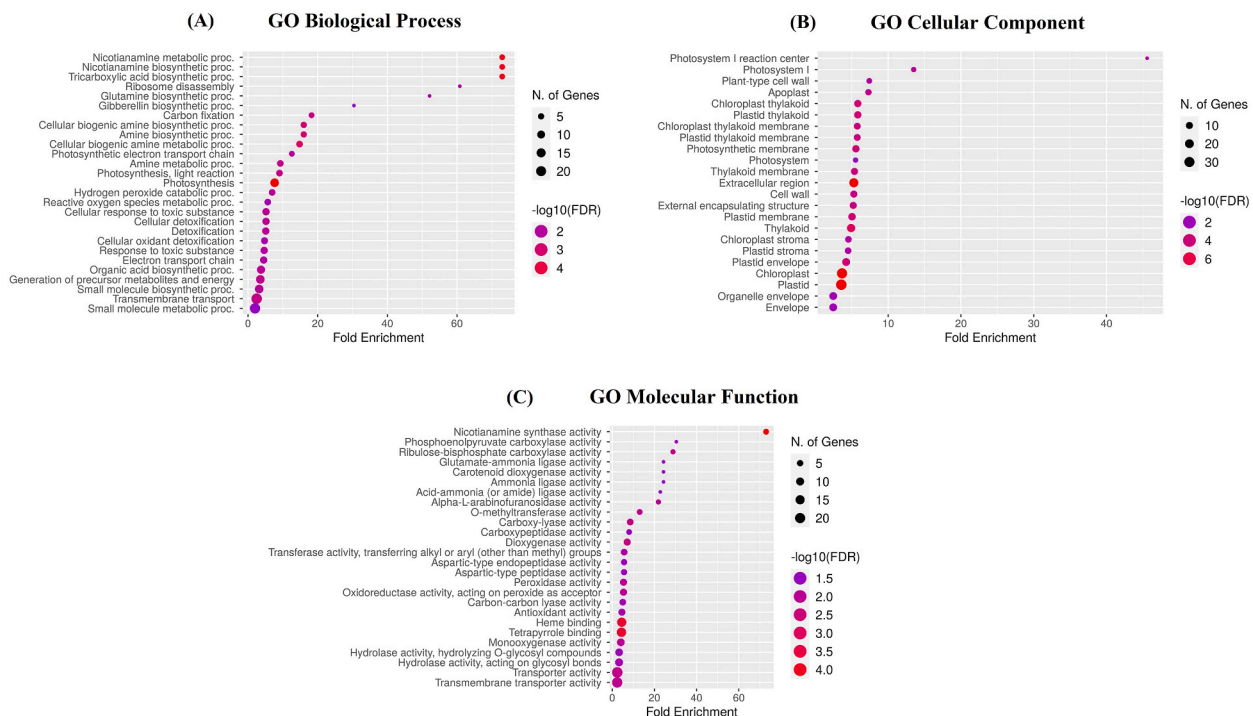 (A) GO Biological Process
Nicotianamine metabolic proc.
Nicotianamine biosynthetic proc.
Tricarboxylic acid biosynthetic proc.
Ribosome disassembly
Glutamine biosynthetic proc.
Gibberellin biosynthetic proc.
Carbon fixation
Cellular biogenic amine biosynthetic proc.
Amine biosynthetic proc.
Cellular biogenic amine metabolic proc.
Photosynthetic electron transport chain
Amine metabolic proc.
Photosynthesis, light reaction
Photosynthesis
Hydrogen peroxide catabolic proc.
Reactive oxygen species metabolic proc.
Cellular response to toxic substance
Cellular detoxification
Detoxification
Cellular oxidant detoxification
Response to toxic substance
Electron transport chain
Organic acid biosynthetic proc.
Generation of precursor metabolites and energy
Small molecule biosynthetic proc.
Transmembrane transport
Small molecule metabolic proc.
0 20 40 60
Fold Enrichment
N. of Genes
5
10
15
20
-log10(FDR)
2
3
4
(B) GO Cellular Component
Photosystem I reaction center
Photosystem I
Plant-type cell wall
Apoplast
Chloroplast thylakoid
Plastid thylakoid
Chloroplast thylakoid membrane
Plastid thylakoid membrane
Photosynthetic membrane
Photosystem
Thylakoid membrane
Extracellular region
Cell wall
External encapsulating structure
Plastid membrane
Thylakoid
Chloroplast stroma
Plastid stroma
Plastid envelope
Chloroplast
Plastid
Organelle envelope
Envelope
10 20 30 40
Fold Enrichment
N. of Genes
10
20
30
-log10(FDR)
2
4
6
(C) GO Molecular Function
Nicotianamine synthase activity
Phosphoenolpyruvate carboxylase activity
Ribulose-bisphosphate carboxylase activity
Glutamate-ammonia ligase activity
Carotenoid dioxygenase activity
Ammonia ligase activity
Acid-ammonia (or amide) ligase activity
Alpha-L-arabinofuranosidase activity
O-methyltransferase activity
Carboxy-lyase activity
Carboxypeptidase activity
Dioxygenase activity
Transferase activity, transferring alkyl or aryl (other than methyl) groups
Aspartic-type endopeptidase activity
Aspartic-type peptidase activity
Peroxidase activity
Oxidoreductase activity, acting on peroxide as acceptor
Carbon-carbon lyase activity
Antioxidant activity
Heme binding
Tetrapyrrole binding
Monooxygenase activity
Hydrolase activity, hydrolyzing O-glycosyl compounds
Hydrolase activity, acting on glycosyl bonds
Transporter activity
Transmembrane transporter activity
0 20 40 60
Fold Enrichment
N. of Genes
5
10
15
20
-log10(FDR)
1.5
2.0
2.5
3.0
3.5
4.0